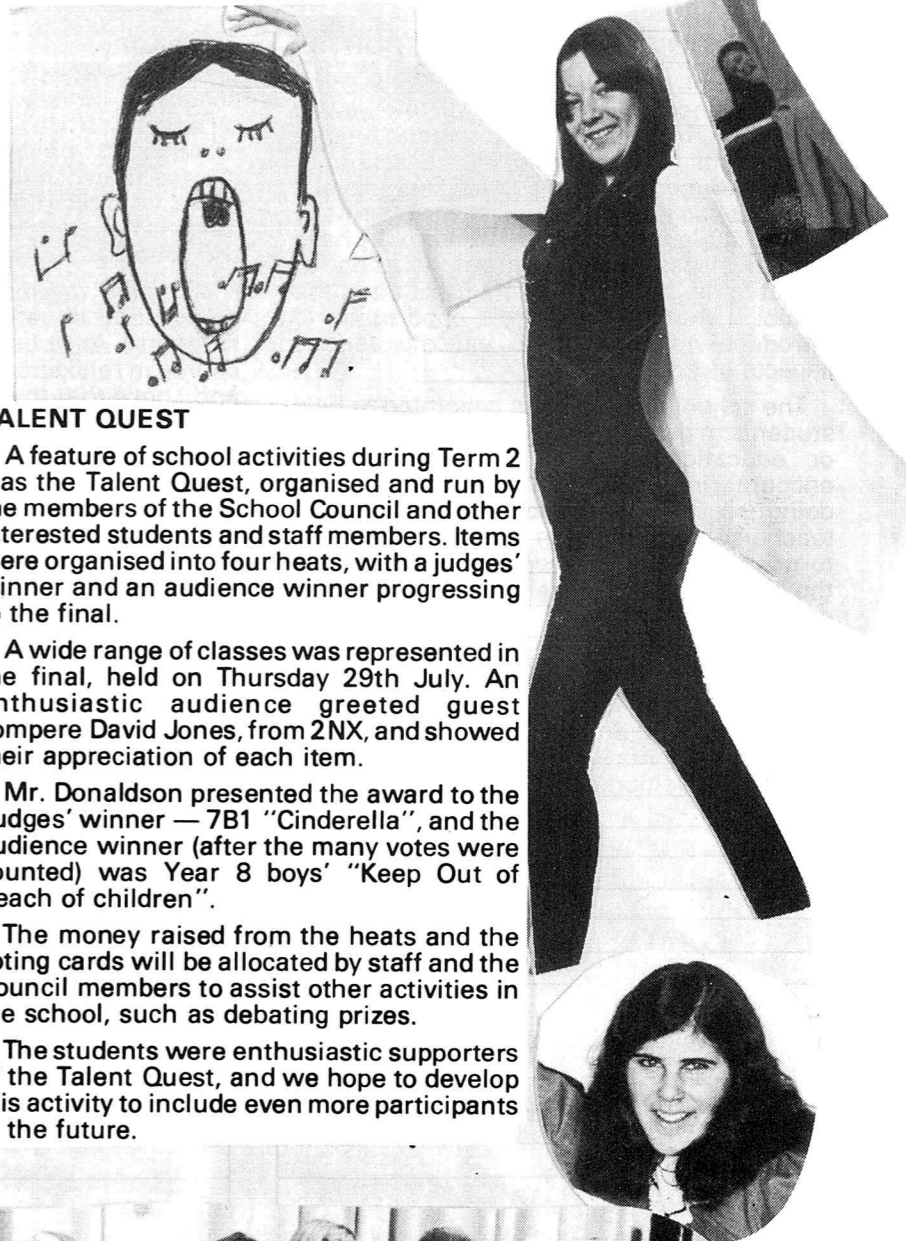 ALENT QUEST
A feature of school activities during Term 2
as the Talent Quest, organised and run by
e members of the School Council and other
terested students and staff members. Items
ere organised into four heats, with a judges'
inner and an audience winner progressing
the final.
A wide range of classes was represented in
e final, held on Thursday 29th July. An
nthusiastic audience greeted guest
ompere David Jones, from 2NX, and showed
eir appreciation of each item.
Mr. Donaldson presented the award to the
udges' winner — 7B1 "Cinderella", and the
udience winner (after the many votes were
ounted) was Year 8 boys' "Keep Out of
each of children".
The money raised from the heats and the
oting cards will be allocated by staff and the
ouncil members to assist other activities in
e school, such as debating prizes.
The students were enthusiastic supporters
the Talent Quest, and we hope to develop
is activity to include even more participants
the future.